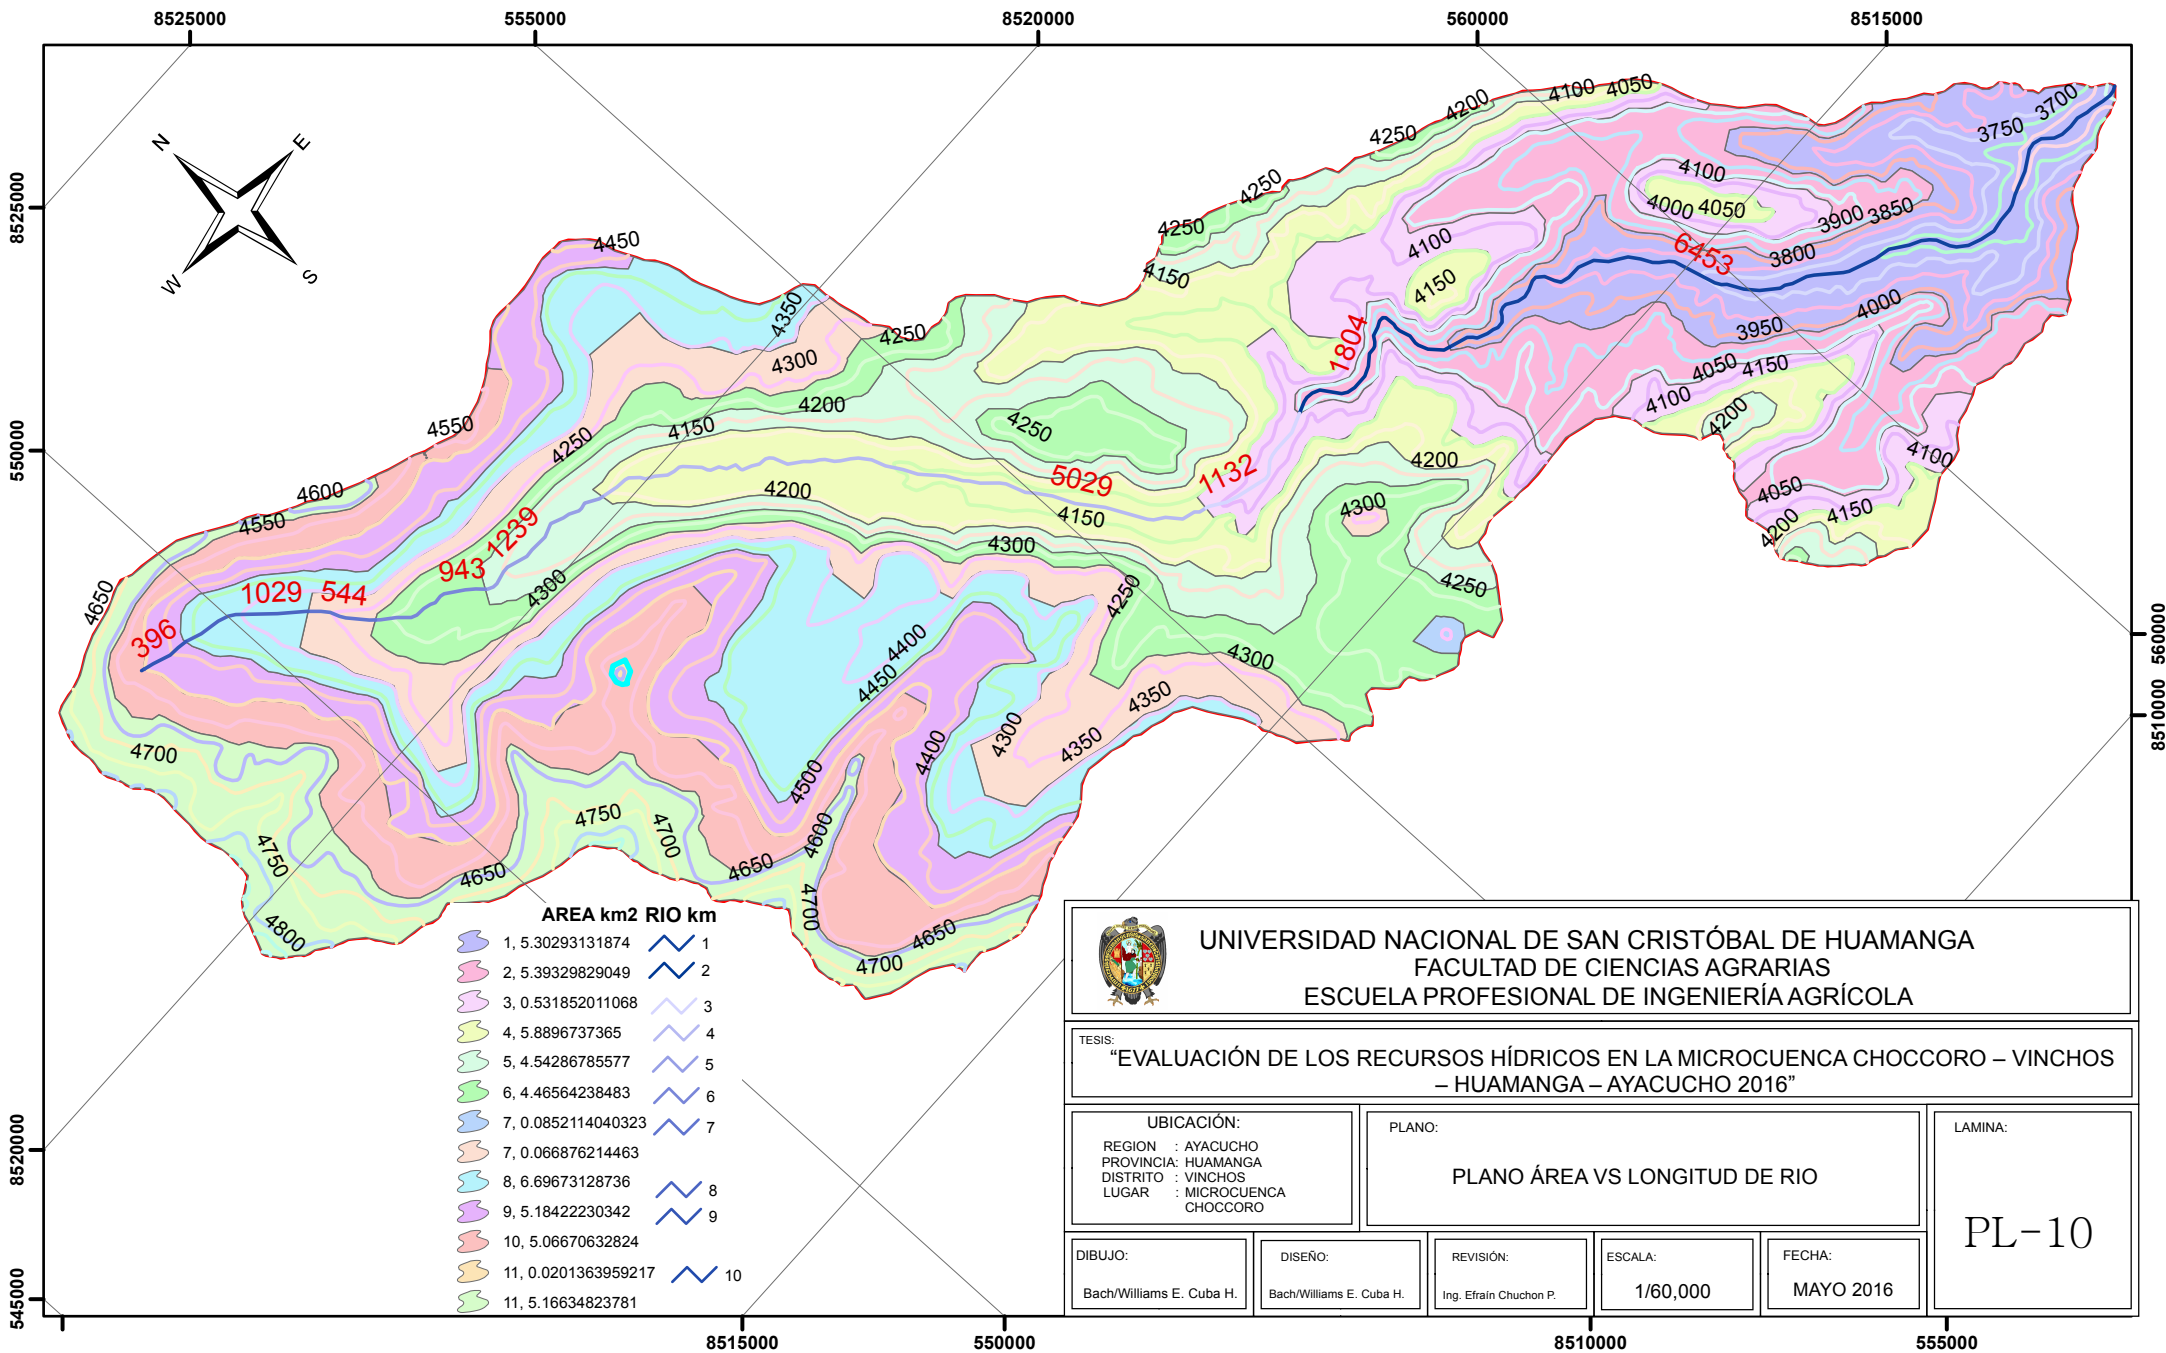 8525000
555000
8520000
560000
8515000
8525000
550000
8520000
545000
560000
8510000
8515000
550000
8510000
555000
N
E
W
S
4450
4350
4300
4250
4550
4600
4550
4250
4150
4200
4650
396
1029
544
943
1239
4300
4200
5029
4150
4300
4250
1132
4250
4150
4250
4250
4200
4100
4050
3700
3750
4100
4000
4050
3900
3850
4100
4150
6453
3800
1804
4000
3950
4050
4150
4100
4200
4100
4050
4200
4150
4200
4300
4250
4250
4300
4350
4350
4300
4400
4450
4400
4500
4600
4700
4750
4800
4650
4750
4700
4650
4700
4650
4700
AREA km2 RIO km
1, 5.30293131874 1
2, 5.39329829049 2
3, 0.531852011068 3
4, 5.8896737365 4
5, 4.54286785577 5
6, 4.46564238483 6
7, 0.0852114040323 7
7, 0.066876214463
8, 6.69673128736 8
9, 5.18422230342 9
10, 5.06670632824
11, 0.0201363959217 10
11, 5.16634823781
UNIVERSIDAD NACIONAL DE SAN CRISTÓBAL DE HUAMANGA
FACULTAD DE CIENCIAS AGRARIAS
ESCUELA PROFESIONAL DE INGENIERÍA AGRÍCOLA
TESIS:
“EVALUACIÓN DE LOS RECURSOS HÍDRICOS EN LA MICROCUENCA CHOCCORO – VINCHOS
– HUAMANGA – AYACUCHO 2016”
UBICACIÓN:
REGION : AYACUCHO
PROVINCIA: HUAMANGA
DISTRITO : VINCHOS
LUGAR : MICROCUENCA
CHOCCORO
PLANO:
PLANO ÁREA VS LONGITUD DE RIO
LAMINA:
PL-10
DIBUJO:
Bach/Williams E. Cuba H.
DISEÑO:
Bach/Williams E. Cuba H.
REVISIÓN:
Ing. Efraín Chuchon P.
ESCALA:
1/60,000
FECHA:
MAYO 2016